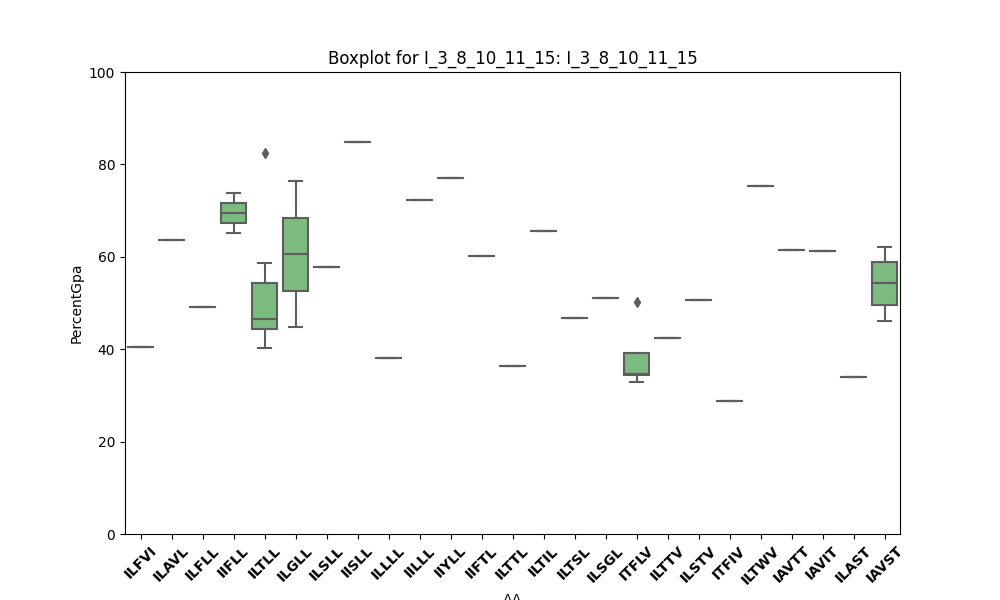 Boxplot for I_3_8_10_11_15: I_3_8_10_11_15
100
80
60
40
20
0
PercentGpa
ILFVI
ILAVL
ILFLL
IIFLL
ILTLL
ILGLL
ILSLL
IISLL
ILLLL
IILLL
IIYLL
IIFTL
ILTTL
ILTIL
ILTSL
ILSGL
ITFLV
ILTTV
ILSTV
ITFIV
ILTWV
IAVTT
IAVIT
ILAST
IAVST
AA